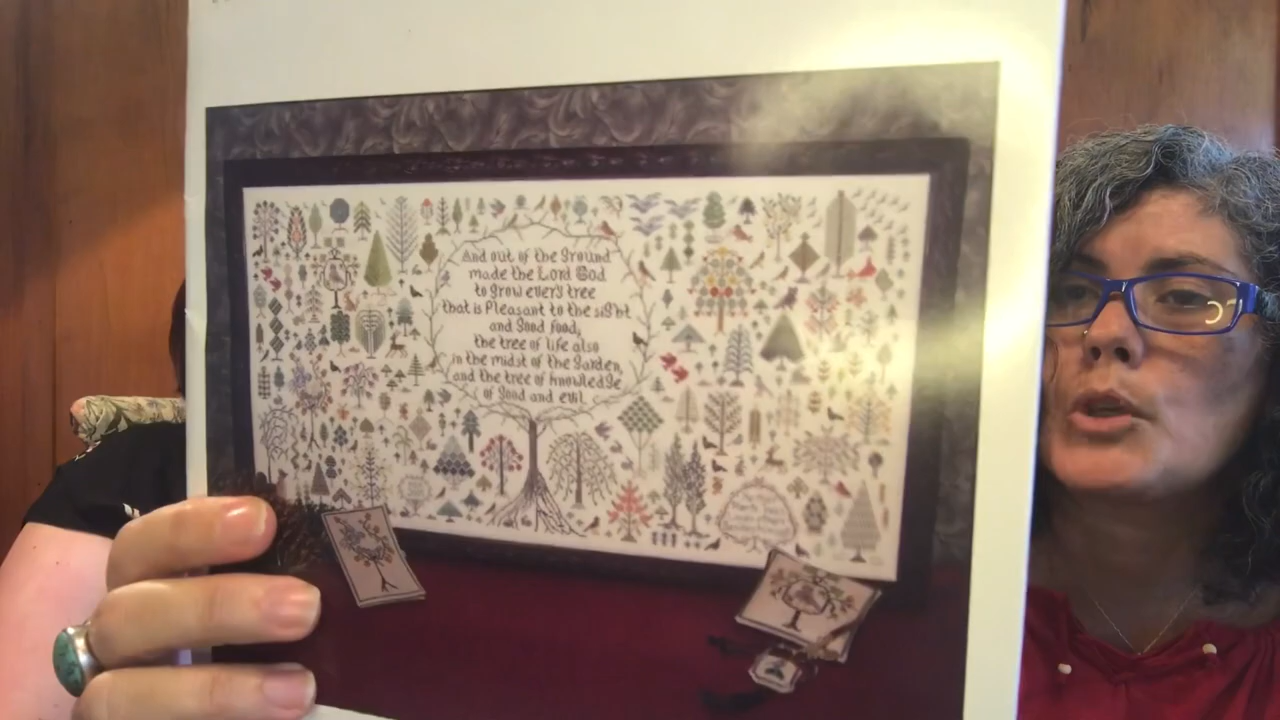 And out of the Ground
made the Lord God
to grow every tree
that is Pleasant to the sight
and Good food,
the tree of life also
in the midst of the Garden,
and the tree of knowledge
of Good and evil